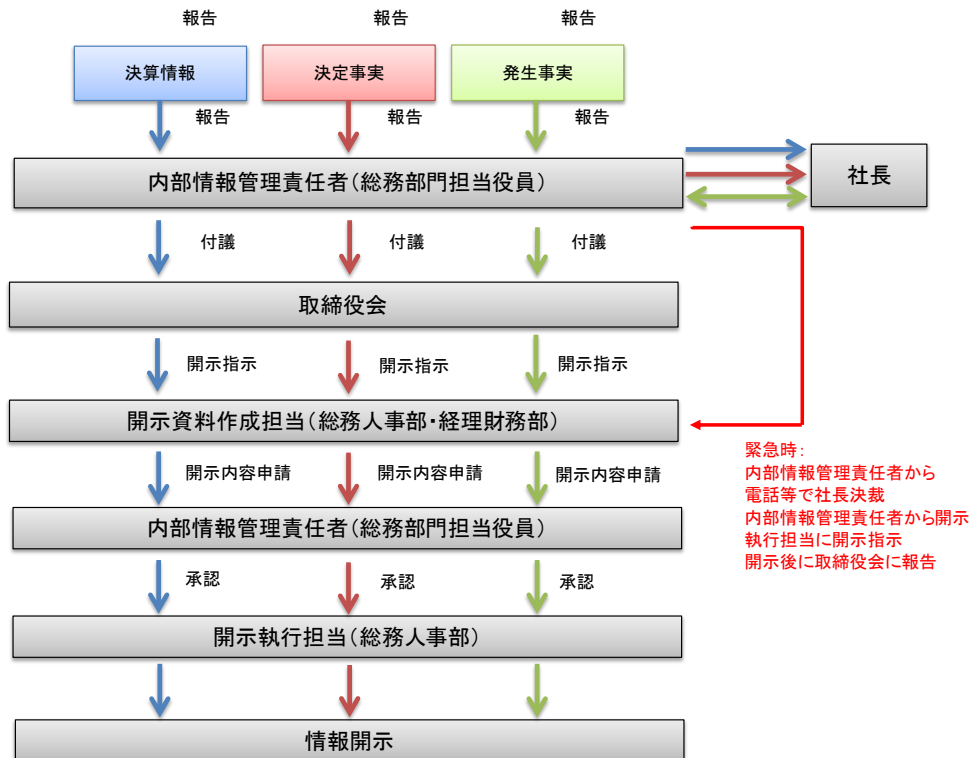 報告 報告 報告
決算情報 決定事実 発生事実
報告 報告 報告
内部情報管理責任者（総務部門担当役員）
社長
付議 付議 付議
取締役会
開示指示 開示指示 開示指示
開示資料作成担当（総務人事部・経理財務部）
緊急時：
内部情報管理責任者から
電話等で社長決裁
内部情報管理責任者から開示
執行担当に開示指示
開示後に取締役会に報告
開示内容申請 開示内容申請 開示内容申請
内部情報管理責任者（総務部門担当役員）
承認 承認 承認
開示執行担当（総務人事部）
情報開示